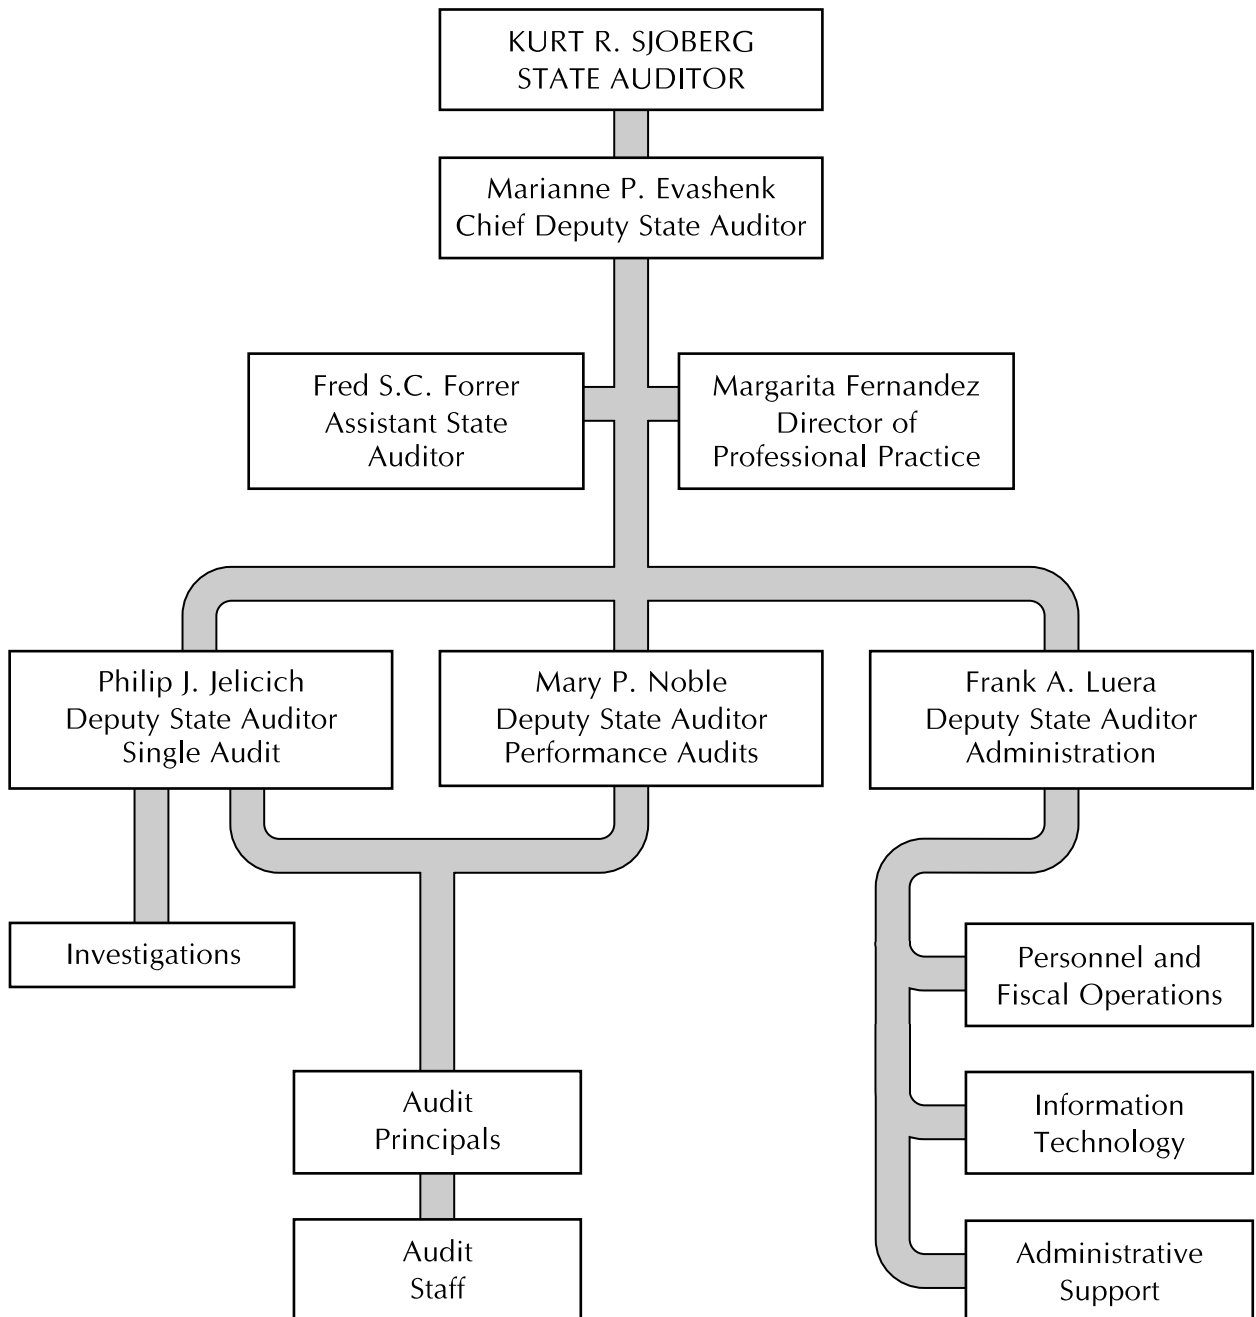 KURT R. SJOBERG
STATE AUDITOR
Marianne P. Evashenk
Chief Deputy State Auditor
Fred S.C. Forrer
Assistant State
Auditor
Margarita Fernandez
Director of
Professional Practice
Philip J. Jelicich
Deputy State Auditor
Single Audit
Mary P. Noble
Deputy State Auditor
Performance Audits
Frank A. Luera
Deputy State Auditor
Administration
Investigations
Personnel and
Fiscal Operations
Audit
Principals
Information
Technology
Audit
Staff
Administrative
Support